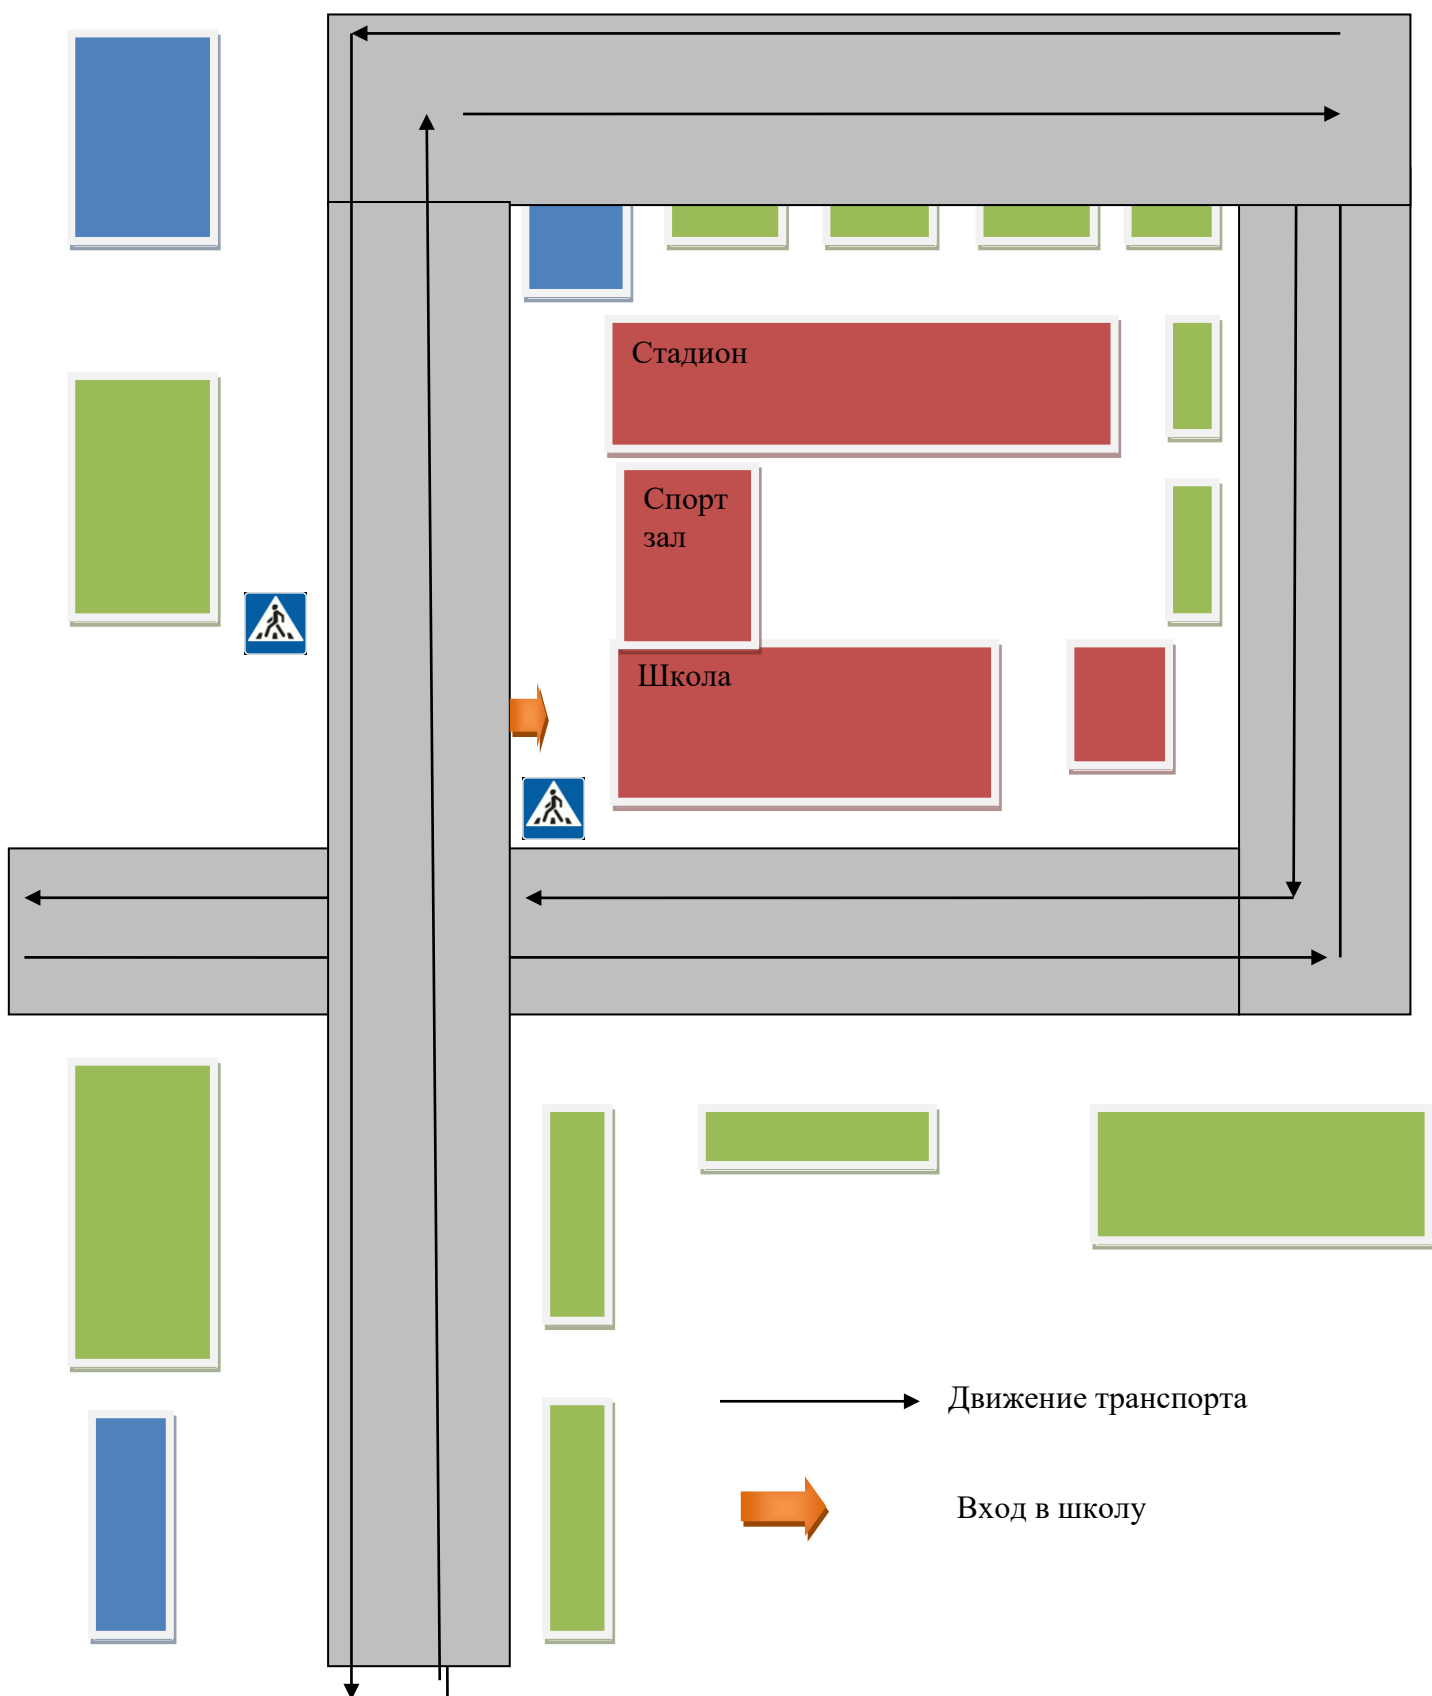 Стадион
Спорт
зал
Школа
Движение транспорта
Вход в школу